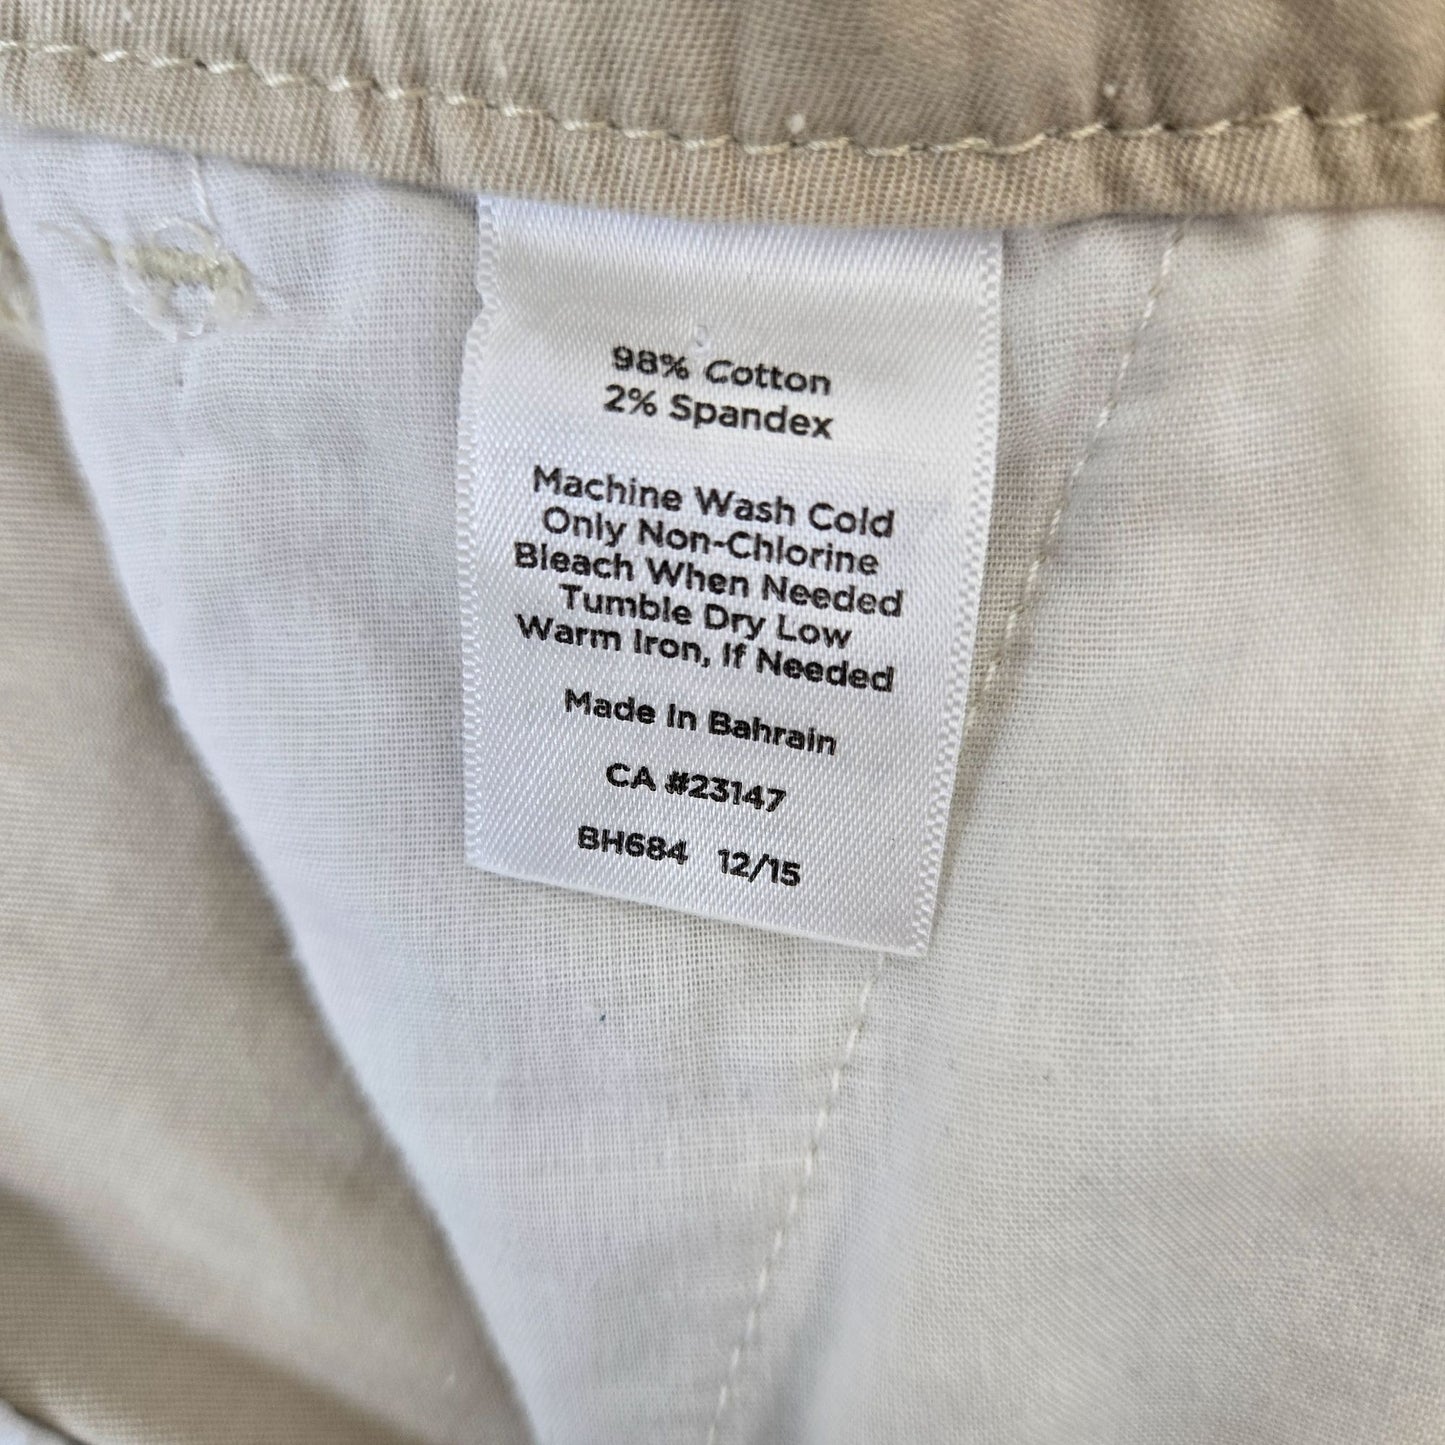 98% Cotton
2% Spandex
Machine Wash Cold
Only Non-Chlorine
Bleach When Needed
Tumble Dry Low
Warm Iron, If Needed
Made In Bahrain
CA #23147
BH684 12/15